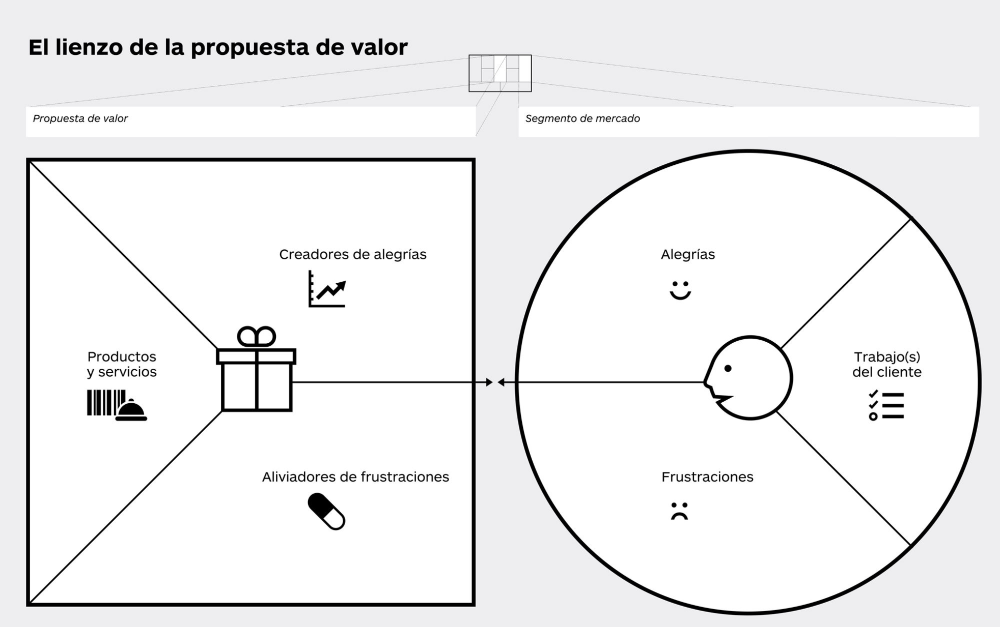 El lienzo de la propuesta de valor
Propuesta de valor
Segmento de mercado
Creadores de alegrías
Productos
y servicios
Aliviadores de frustraciones
Alegrías
Trabajo(s)
del cliente
Frustraciones